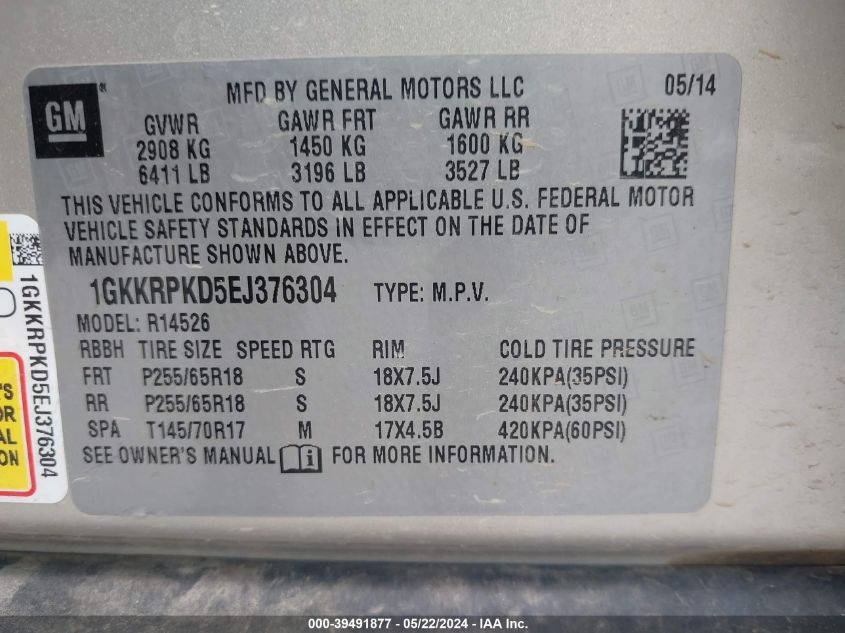 GM
MFD BY GENERAL MOTORS LLC 05/14
GVWR GAWR FRT GAWR RR
2908 KG 1450 KG 1600 KG
6411 LB 3196 LB 3527 LB
THIS VEHICLE CONFORMS TO ALL APPLICABLE U.S. FEDERAL MOTOR
VEHICLE SAFETY STANDARDS IN EFFECT ON THE DATE OF
MANUFACTURE SHOWN ABOVE.
1GKKRPKD5EJ376304 TYPE: M.P.V.
MODEL: R14526
RBBH TIRE SIZE SPEED RTG RIM COLD TIRE PRESSURE
FRT P255/65R18 S 18X7.5J 240KPA(35PSI)
RR P255/65R18 S 18X7.5J 240KPA(35PSI)
SPA T145/70R17 M 17X4.5B 420KPA(60PSI)
SEE OWNER'S MANUAL i FOR MORE INFORMATION.
1GKKRPKD5EJ376304
'S
OR
AL
ON
000-39491877 - 05/22/2024 - IAA Inc.